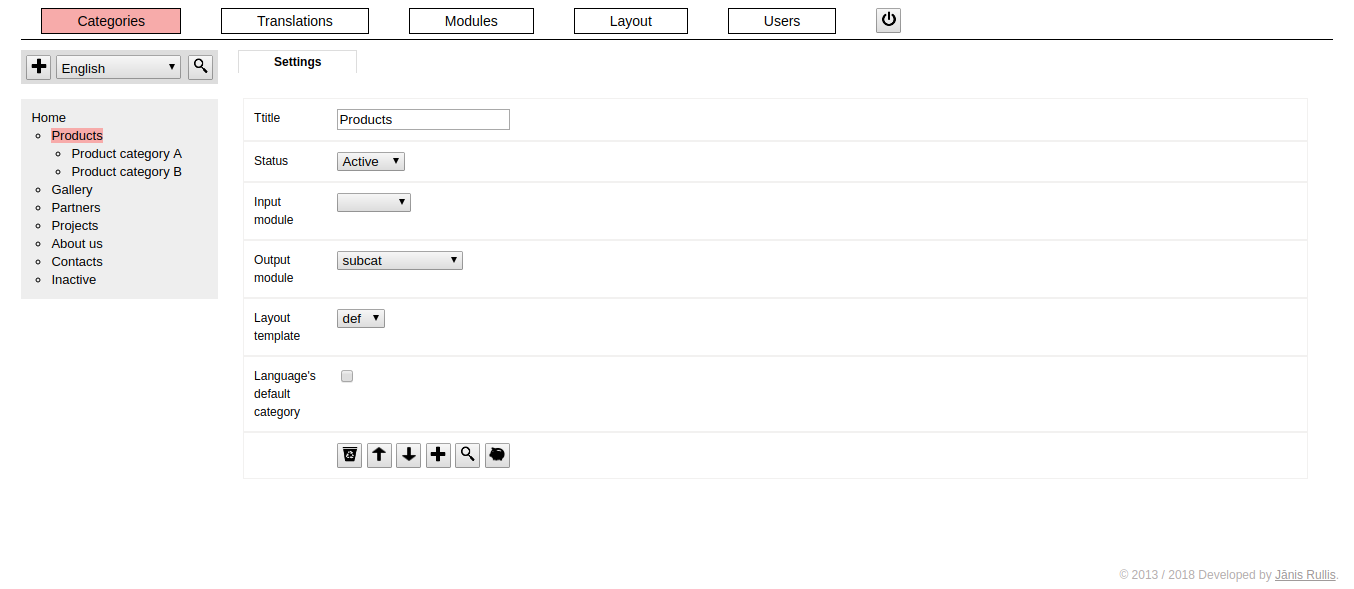 Categories Translations Modules Layout Users
English
Settings
Home
Products
Product category A
Product category B
Gallery
Partners
Projects
About us
Contacts
Inactive
Ttitle Products
Status Active
Input
module
Output subcat
module
Layout def
template
Language's
default
category
© 2013 / 2018 Developed by Jānis Rullis.